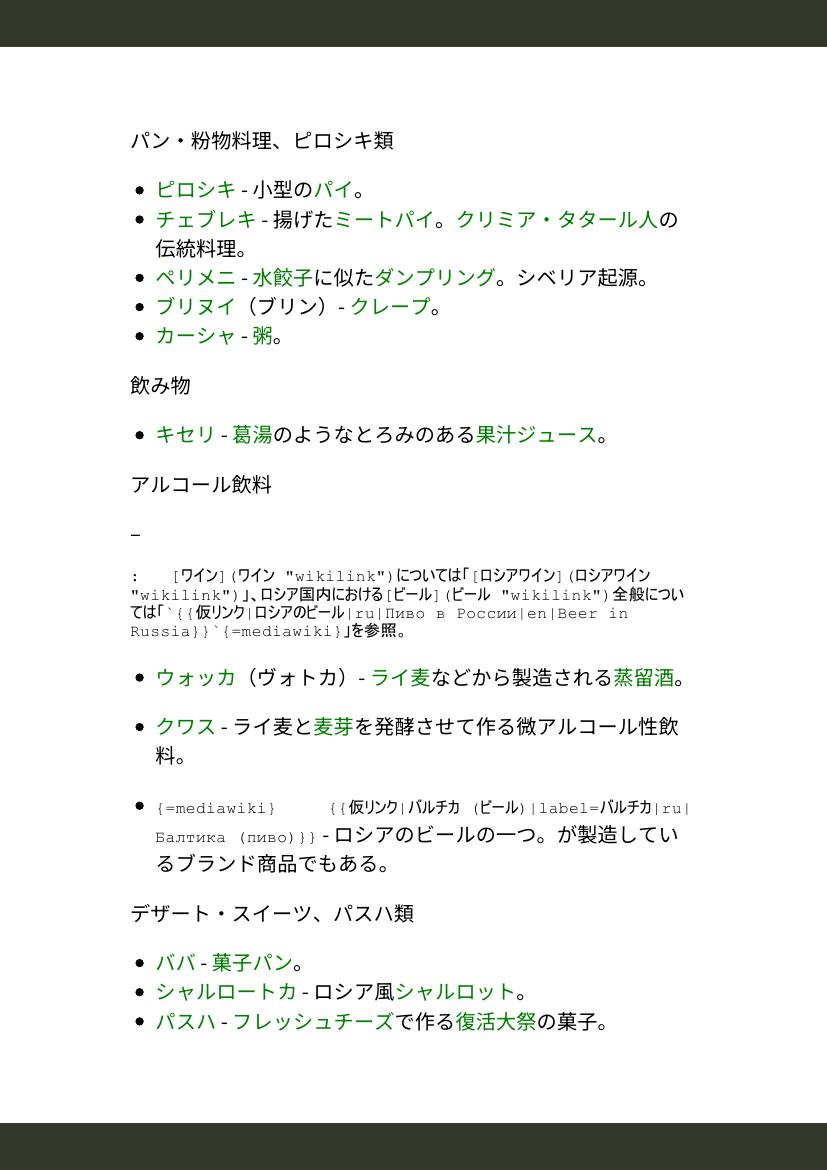 パン・粉物料理、ピロシキ類
• ピロシキ - 小型のパイ。
• チェブレキ - 揚げたミートパイ。クリミア・タタール人の
伝統料理。
• ペリメニ - 水餃子に似たダンプリング。シベリア起源。
• ブリヌイ（ブリン）- クレープ。
• カーシャ - 粥。
飲み物
• キセリ - 葛湯のようなとろみのある果汁ジュース。
アルコール飲料
–
:   [ワイン](ワイン "wikilink")については「[ロシアワイン](ロシアワイン
"wikilink")」、ロシア国内における[ビール](ビール "wikilink")全般につい
ては「`{{仮リンク|ロシアのビール|ru|Пиво в России|en|Beer in
Russia}}`{=mediawiki}」を参照。
• ウォッカ（ヴォトカ）- ライ麦などから製造される蒸留酒。
• クワス - ライ麦と麦芽を発酵させて作る微アルコール性飲
料。
• {=mediawiki}     {{仮リンク|バルチカ (ビール)|label=バルチカ|ru|
Балтика (пиво)}} - ロシアのビールの一つ。が製造してい
るブランド商品でもある。
デザート・スイーツ、パスハ類
• ババ - 菓子パン。
• シャルロートカ - ロシア風シャルロット。
• パスハ - フレッシュチーズで作る復活大祭の菓子。